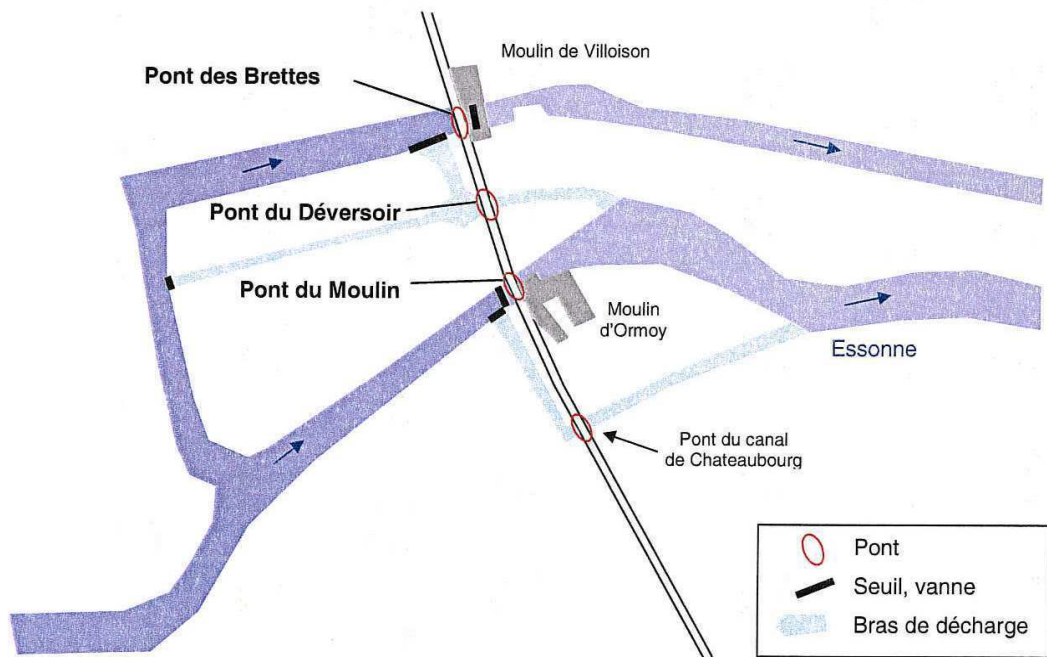 Moulin de Villoison
Pont des Brettes
Pont du Déversoir
Pont du Moulin
Moulin
d'Ormoy
Essonne
Pont du canal
de Chateaubourg
Pont
Seuil, vanne
Bras de décharge